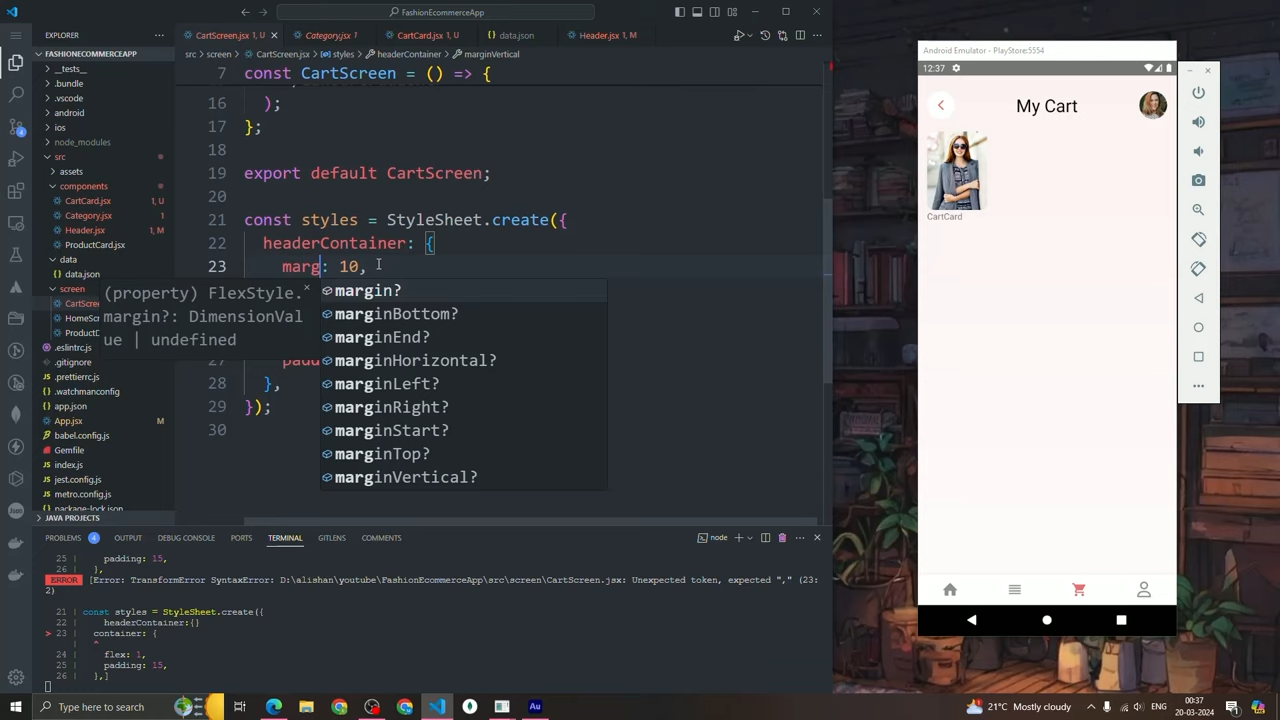 FashionEcommerceApp
EXPLORER
FASHIONECOMMERCEAPP
__tests__
.bundle
.vscode
android
ios
node_modules
src
assets
components
CartCard.jsx 1, U
Category.jsx 1
Header.jsx 1, M
ProductCard.jsx
data
data.json
screen
CartScree
HomeScr
ProductD
.eslintrc.js
.gitignore
.prettierrc.js
.watchmanconfig
app.json
App.jsx M
babel.config.js
Gemfile
index.js
jest.config.js
metro.config.js
package-lock.json
JAVA PROJECTS
CartScreen.jsx 1, U
Category.jsx 1
CartCard.jsx 1, U
data.json
Header.jsx 1, M
src > screen > CartScreen.jsx > styles > headerContainer > marginVertical
7 const CartScreen = () => {
16 );
17 };
18
19 export default CartScreen;
20
21 const styles = StyleSheet.create({
22 headerContainer: {
23 marg: 10,
(property) FlexStyle.
margin?: DimensionVal
ue | undefined
margin?
marginBottom?
marginEnd?
marginHorizontal?
marginLeft?
marginRight?
marginStart?
marginTop?
marginVertical?
27 padd
28 },
29 });
30
PROBLEMS 4 OUTPUT DEBUG CONSOLE PORTS TERMINAL GITLENS COMMENTS
node
25 | padding: 15,
26 | },
ERROR [Error: TransformError SyntaxError: D:\alishan\youtube\FashionEcommerceApp\src\screen\CartScreen.jsx: Unexpected token, expected "," (23:
2)
21 | const styles = StyleSheet.create({
22 | headerContainer:{}
> 23 | container: {
| ^
24 | flex: 1,
25 | padding: 15,
26 | },]
Android Emulator - PlayStore:5554
12:37
My Cart
CartCard
Type here to search
Au
21°C Mostly cloudy
ENG
00:37
20-03-2024